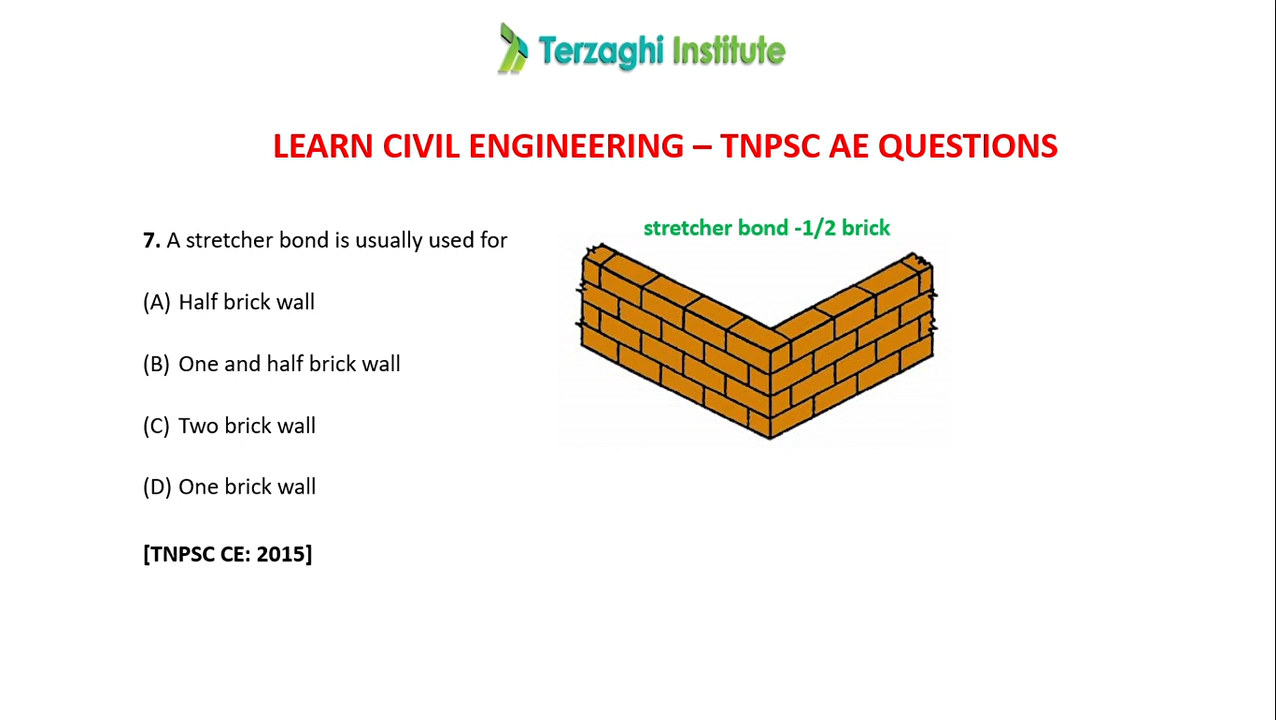 Terzaghi Institute
LEARN CIVIL ENGINEERING – TNPSC AE QUESTIONS
7. A stretcher bond is usually used for
(A) Half brick wall
(B) One and half brick wall
(C) Two brick wall
(D) One brick wall
[TNPSC CE: 2015]
stretcher bond -1/2 brick